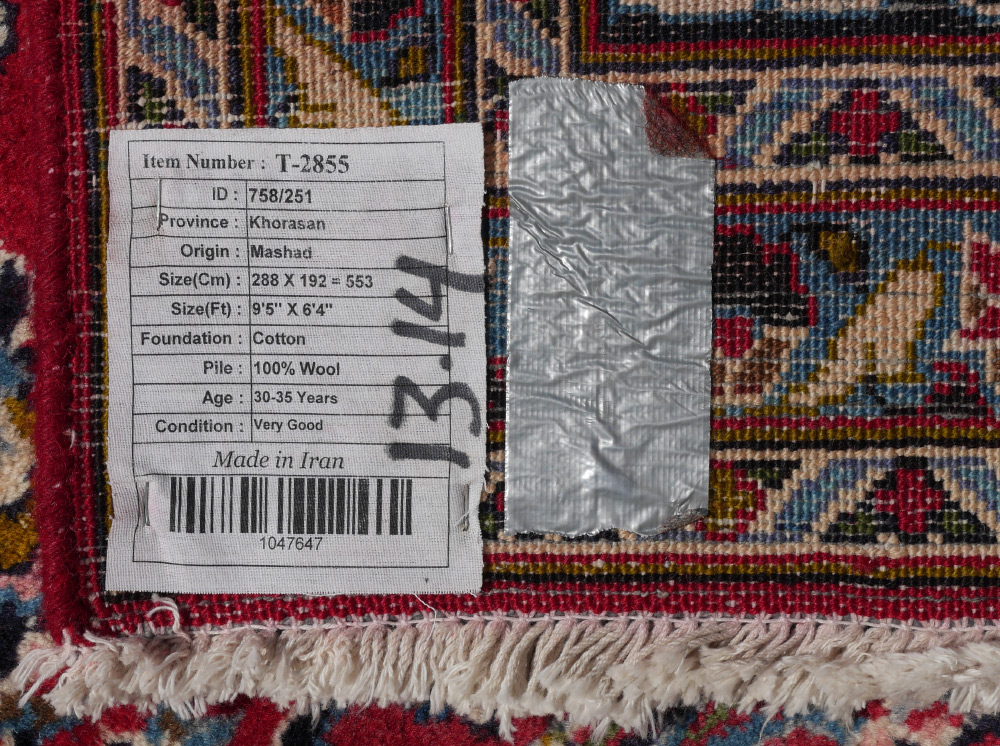 Item Number : T-2855
ID : 758/251
Province : Khorasan
Origin : Mashad
Size(Cm) : 288 X 192 = 553
Size(Ft) : 9'5" X 6'4"
Foundation : Cotton
Pile : 100% Wool
Age : 30-35 Years
Condition : Very Good
Made in Iran
1047647
13.14